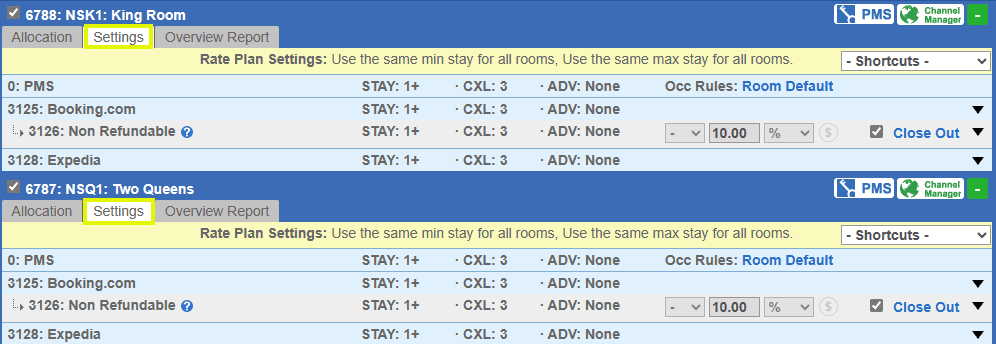 6788: NSK1: King Room PMS Channel Manager -
Allocation Settings Overview Report
Rate Plan Settings: Use the same min stay for all rooms, Use the same max stay for all rooms. - Shortcuts -
0: PMS STAY: 1+ · CXL: 3 · ADV: None Occ Rules: Room Default
3125: Booking.com STAY: 1+ · CXL: 3 · ADV: None
3126: Non Refundable ? STAY: 1+ · CXL: 3 · ADV: None - 10.00 % $ Close Out
3128: Expedia STAY: 1+ · CXL: 3 · ADV: None
6787: NSQ1: Two Queens PMS Channel Manager -
Allocation Settings Overview Report
Rate Plan Settings: Use the same min stay for all rooms, Use the same max stay for all rooms. - Shortcuts -
0: PMS STAY: 1+ · CXL: 3 · ADV: None Occ Rules: Room Default
3125: Booking.com STAY: 1+ · CXL: 3 · ADV: None
3126: Non Refundable ? STAY: 1+ · CXL: 3 · ADV: None - 10.00 % $ Close Out
3128: Expedia STAY: 1+ · CXL: 3 · ADV: None